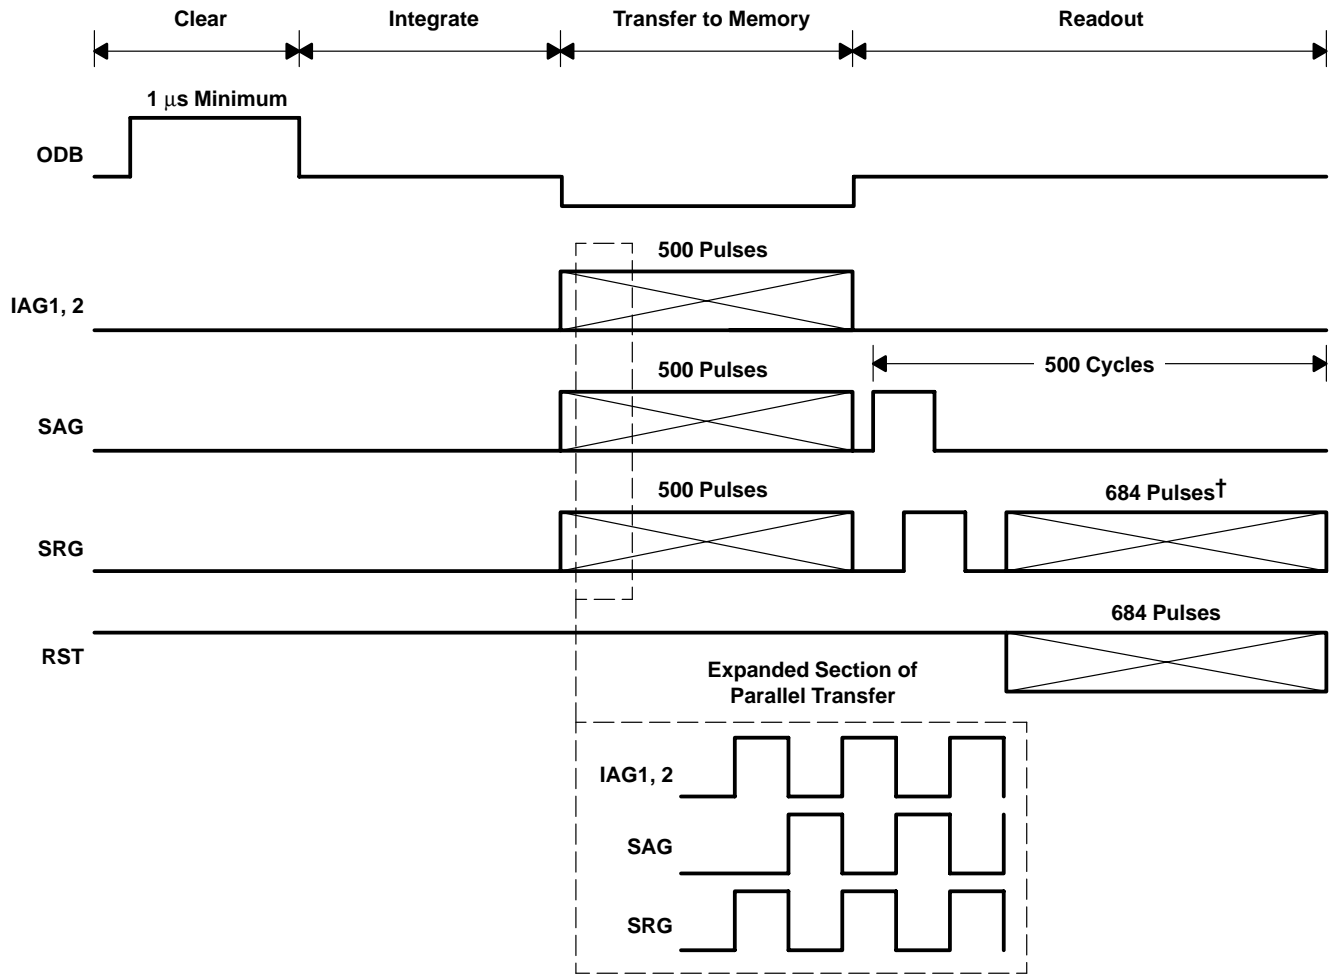 Clear
Integrate
Transfer to Memory
Readout
1 μs Minimum
ODB
500 Pulses
IAG1, 2
500 Cycles
500 Pulses
SAG
500 Pulses
684 Pulses†
SRG
684 Pulses
RST
Expanded Section of
Parallel Transfer
IAG1, 2
SAG
SRG